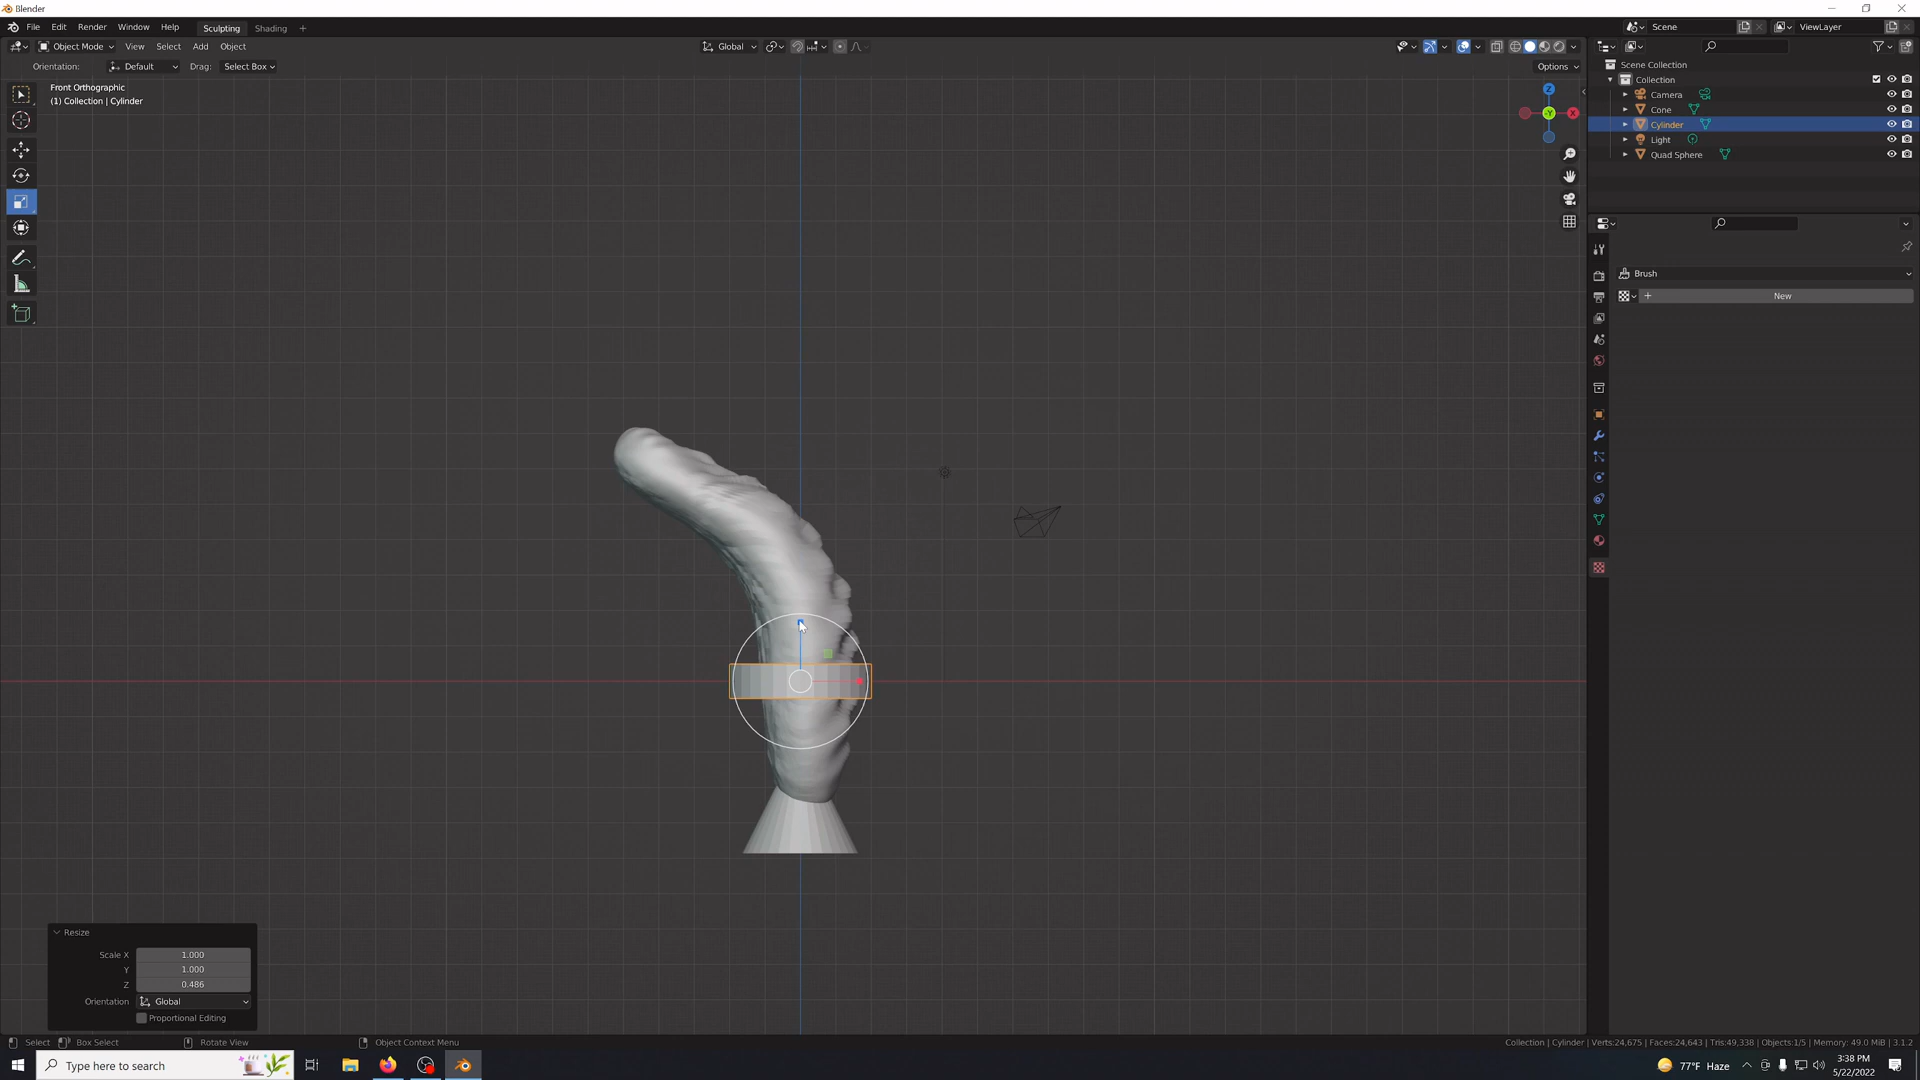 Blender
File Edit Render Window Help Sculpting Shading + Scene ViewLayer
Object Mode View Select Add Object Global
Orientation: Default Drag: Select Box Options
Front Orthographic
(1) Collection | Cylinder
Z
-Y
X
Scene Collection
Collection
Camera
Cone
Cylinder
Light
Quad Sphere
Brush
+ New
Resize
Scale X 1.000
Y 1.000
Z 0.486
Orientation Global
Proportional Editing
Select Box Select Rotate View Object Context Menu Collection | Cylinder | Verts:24,675 | Faces:24,643 | Tris:49,338 | Objects:1/5 | Memory: 49.0 MiB | 3.1.2
Type here to search 77°F Haze 3:38 PM
5/22/2022